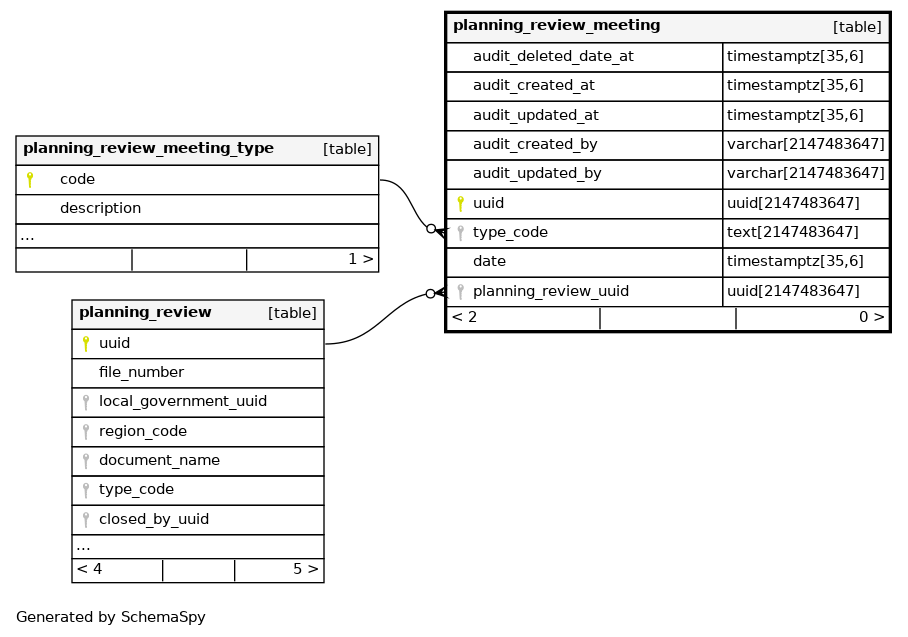 planning_review_meeting [table]
audit_deleted_date_at timestamptz[35,6]
audit_created_at timestamptz[35,6]
audit_updated_at timestamptz[35,6]
audit_created_by varchar[2147483647]
audit_updated_by varchar[2147483647]
uuid uuid[2147483647]
type_code text[2147483647]
date timestamptz[35,6]
planning_review_uuid uuid[2147483647]
< 2 0 >
planning_review_meeting_type [table]
code
description
...
1 >
planning_review [table]
uuid
file_number
local_government_uuid
region_code
document_name
type_code
closed_by_uuid
...
< 4 5 >
Generated by SchemaSpy